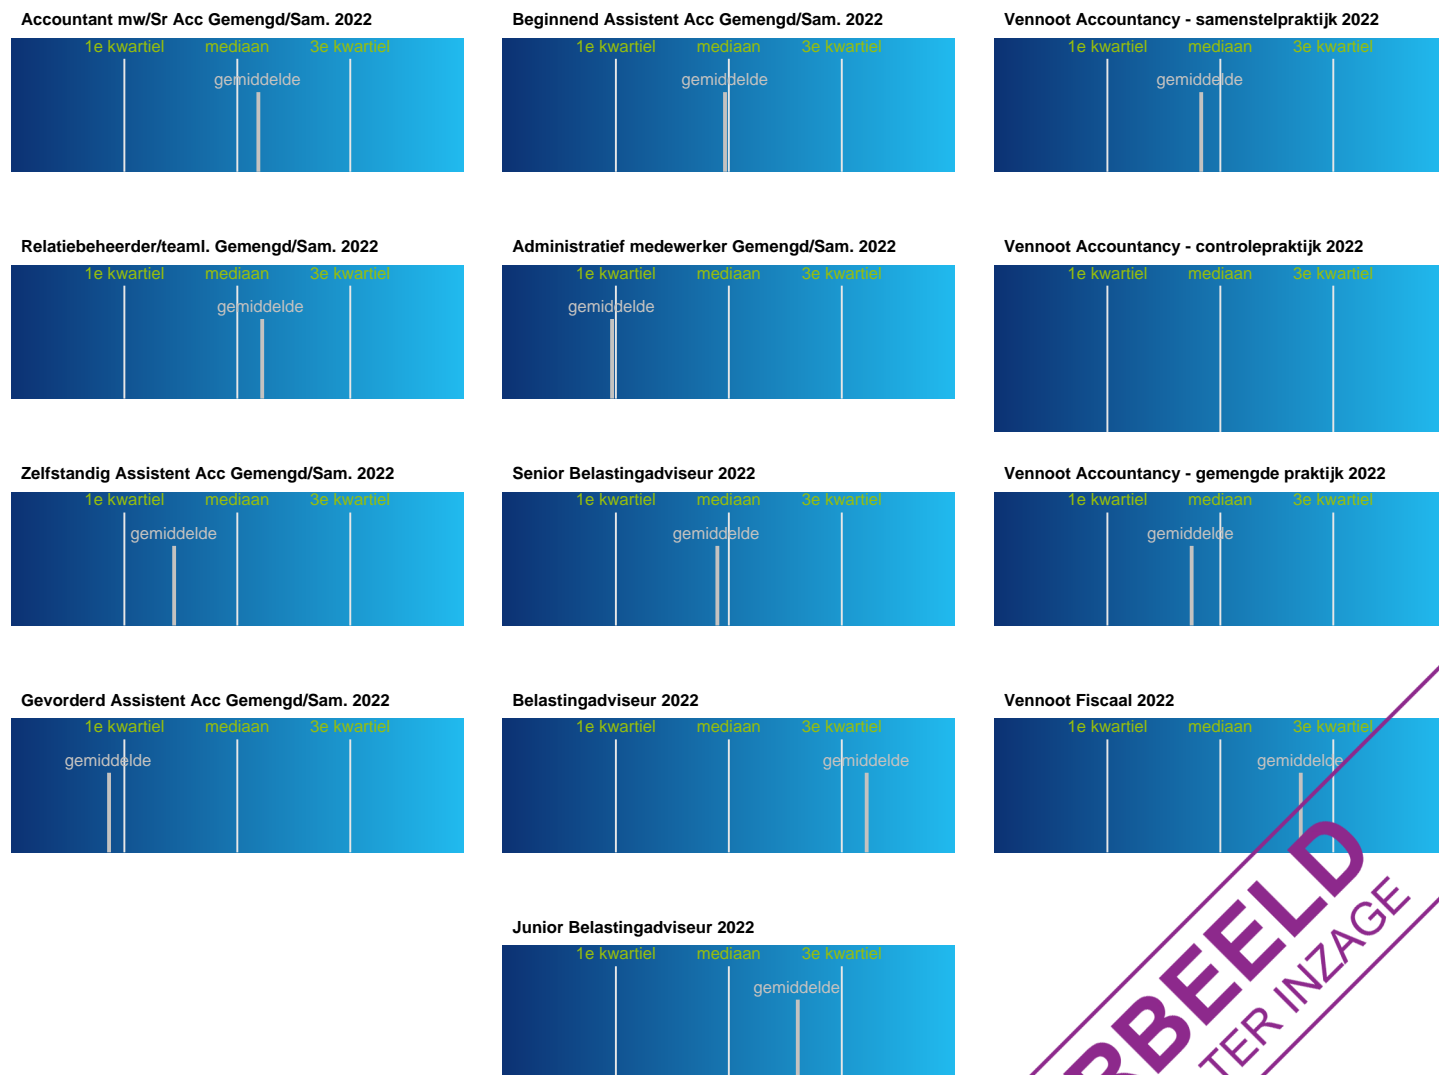 Accountant mw/Sr Acc Gemengd/Sam. 2022
1e kwartiel mediaan 3e kwartiel
gemiddelde
Beginnend Assistent Acc Gemengd/Sam. 2022
1e kwartiel mediaan 3e kwartiel
gemiddelde
Vennoot Accountancy - samenstelpraktijk 2022
1e kwartiel mediaan 3e kwartiel
gemiddelde
Relatiebeheerder/teaml. Gemengd/Sam. 2022
1e kwartiel mediaan 3e kwartiel
gemiddelde
Administratief medewerker Gemengd/Sam. 2022
1e kwartiel mediaan 3e kwartiel
gemiddelde
Vennoot Accountancy - controlepraktijk 2022
1e kwartiel mediaan 3e kwartiel
Zelfstandig Assistent Acc Gemengd/Sam. 2022
1e kwartiel mediaan 3e kwartiel
gemiddelde
Senior Belastingadviseur 2022
1e kwartiel mediaan 3e kwartiel
gemiddelde
Vennoot Accountancy - gemengde praktijk 2022
1e kwartiel mediaan 3e kwartiel
gemiddelde
Gevorderd Assistent Acc Gemengd/Sam. 2022
1e kwartiel mediaan 3e kwartiel
gemiddelde
Belastingadviseur 2022
1e kwartiel mediaan 3e kwartiel
gemiddelde
Vennoot Fiscaal 2022
1e kwartiel mediaan 3e kwartiel
gemiddelde
Junior Belastingadviseur 2022
1e kwartiel mediaan 3e kwartiel
gemiddelde
RBEELD
TER INZAGE